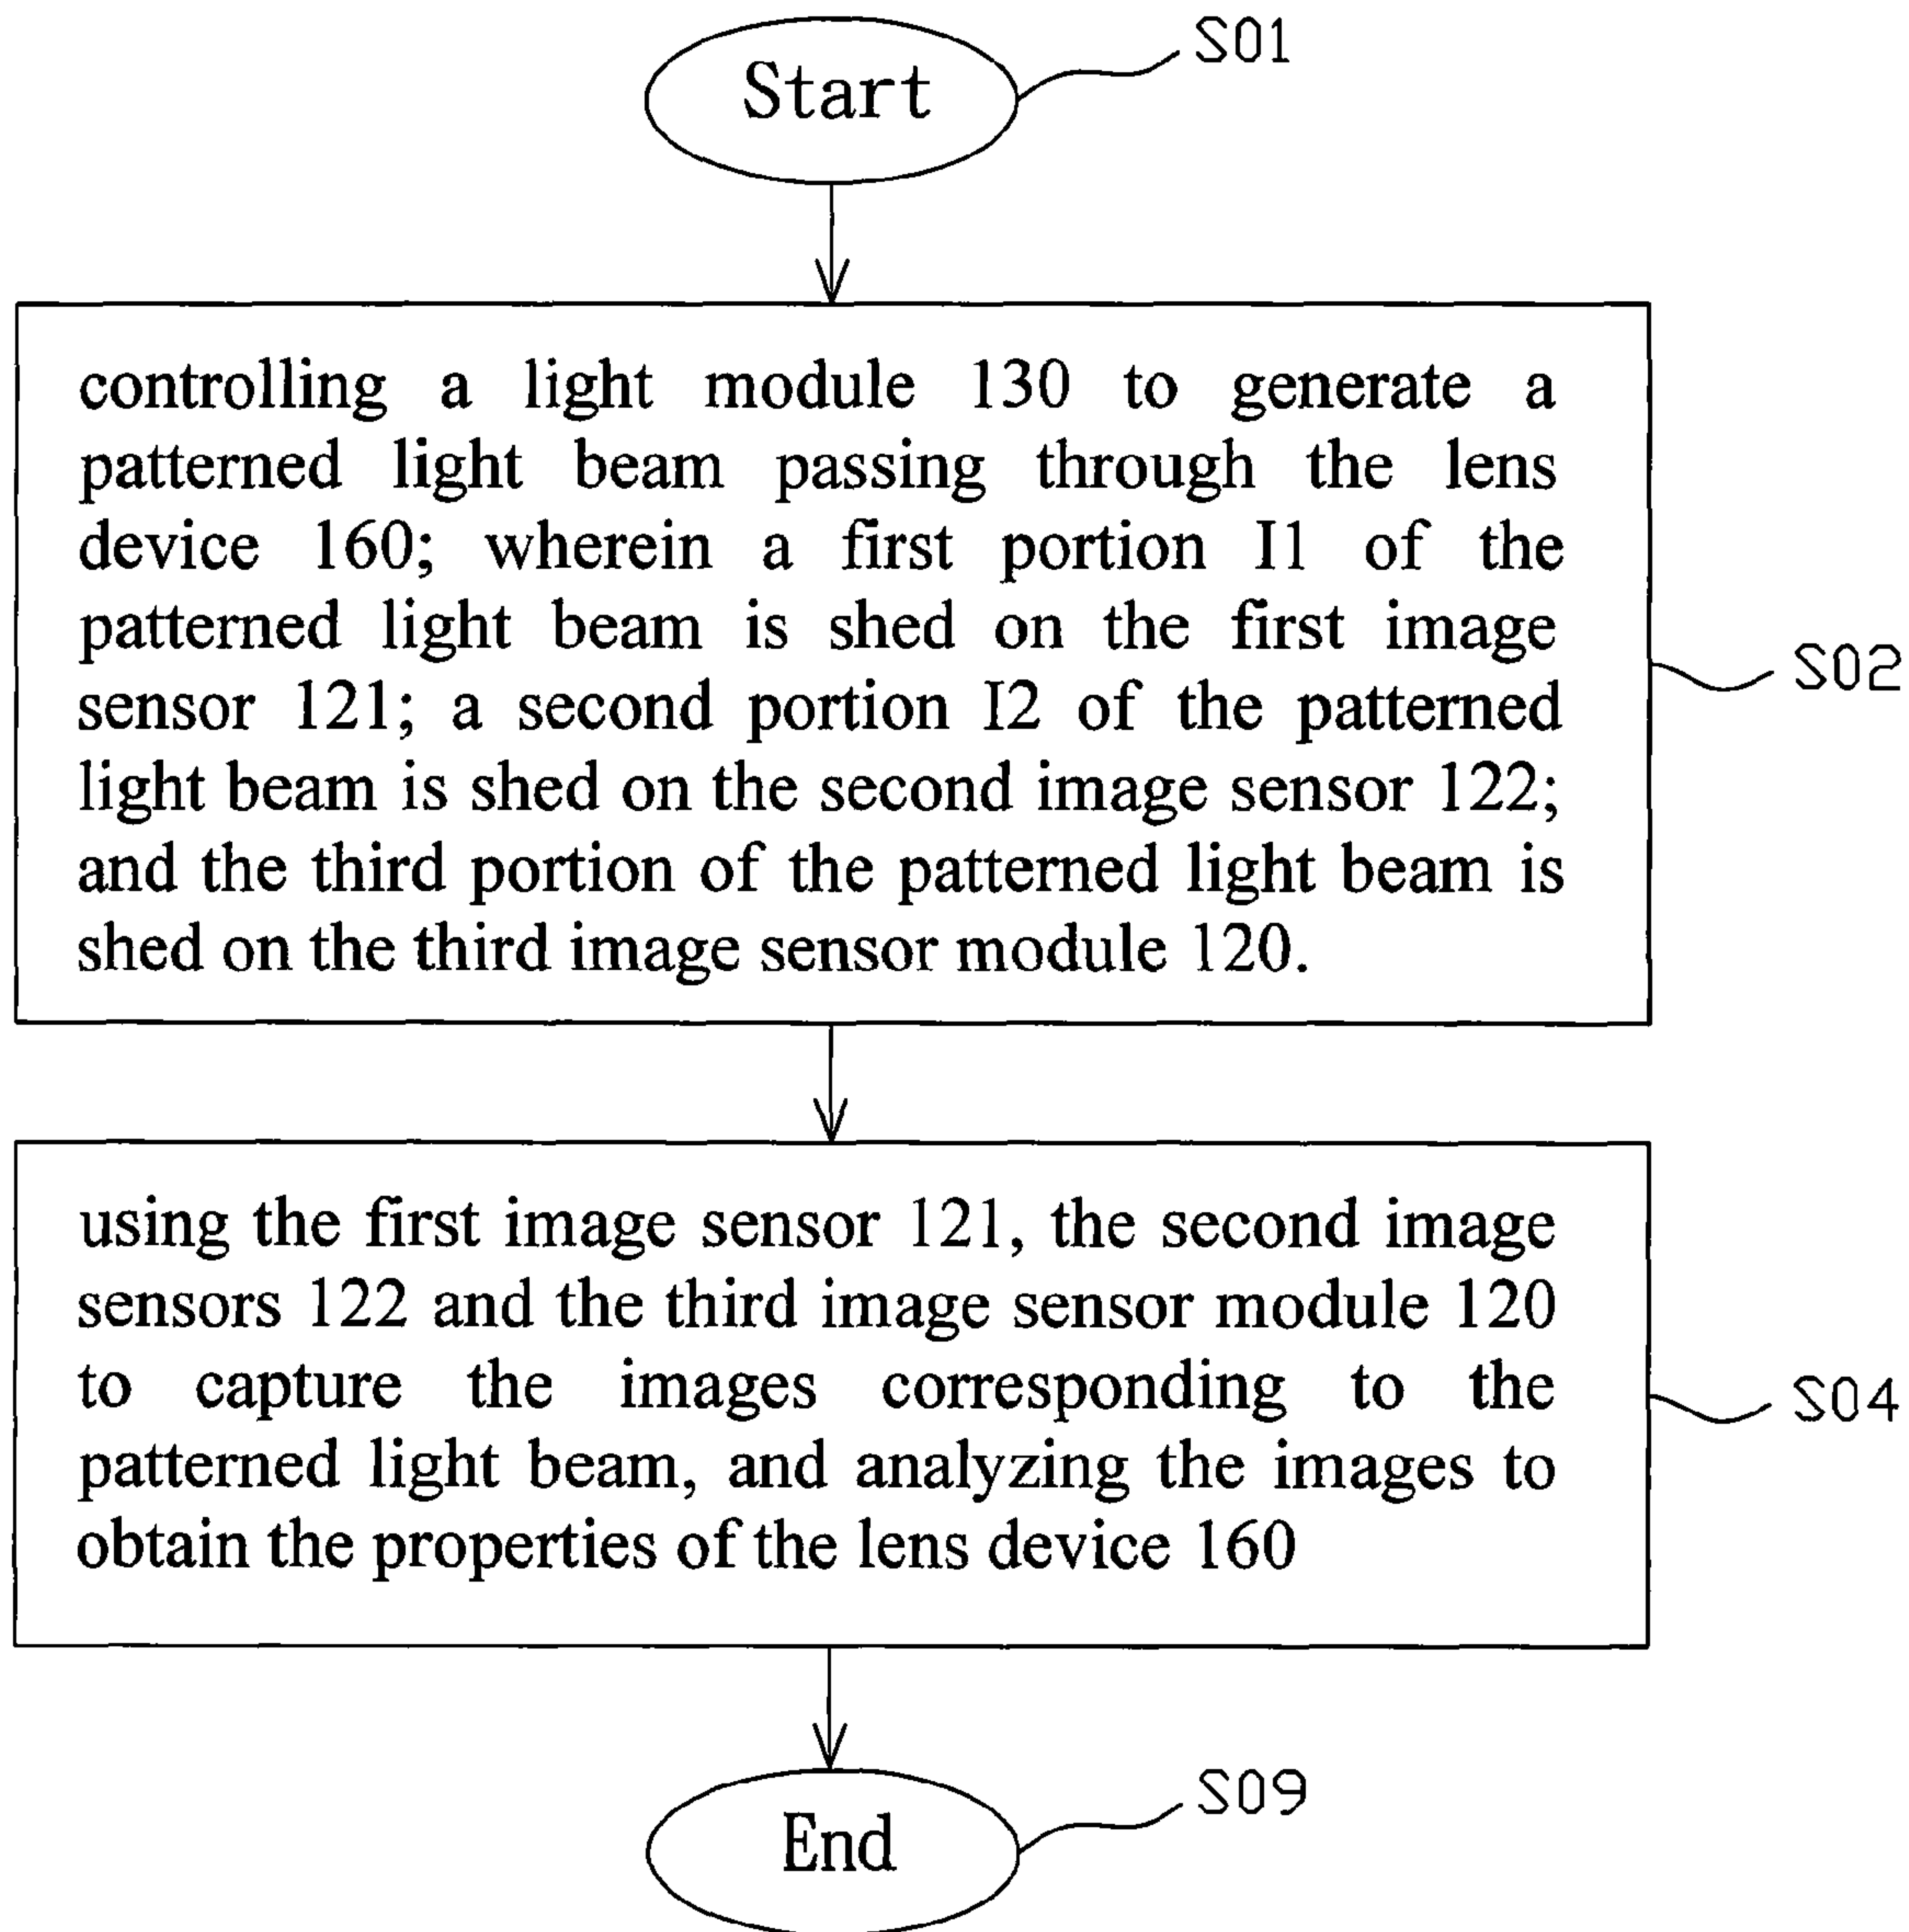 Start
S01
controlling a light module 130 to generate a
patterned light beam passing through the lens
device 160; wherein a first portion I1 of the
patterned light beam is shed on the first image
sensor 121; a second portion I2 of the patterned
light beam is shed on the second image sensor 122;
and the third portion of the patterned light beam is
shed on the third image sensor module 120.
S02
using the first image sensor 121, the second image
sensors 122 and the third image sensor module 120
to capture the images corresponding to the
patterned light beam, and analyzing the images to
obtain the properties of the lens device 160
S04
End
S09